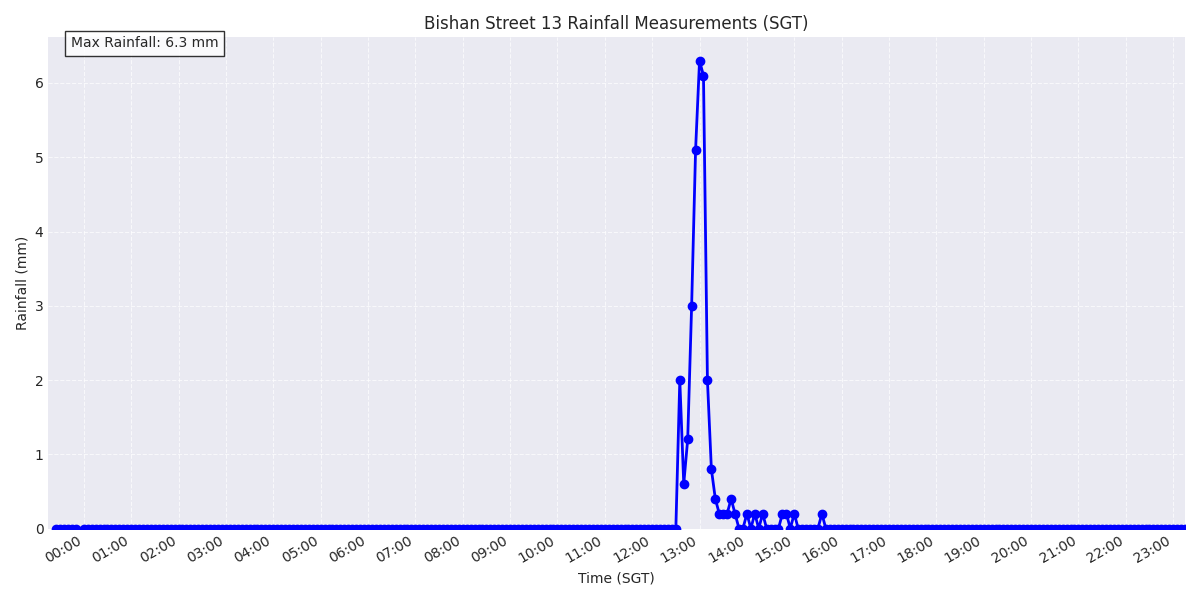 Bishan Street 13 Rainfall Measurements (SGT)
Max Rainfall: 6.3 mm
6
5
4
3
2
1
0
Rainfall (mm)
00:00 01:00 02:00 03:00 04:00 05:00 06:00 07:00 08:00 09:00 10:00 11:00 12:00 13:00 14:00 15:00 16:00 17:00 18:00 19:00 20:00 21:00 22:00 23:00
Time (SGT)